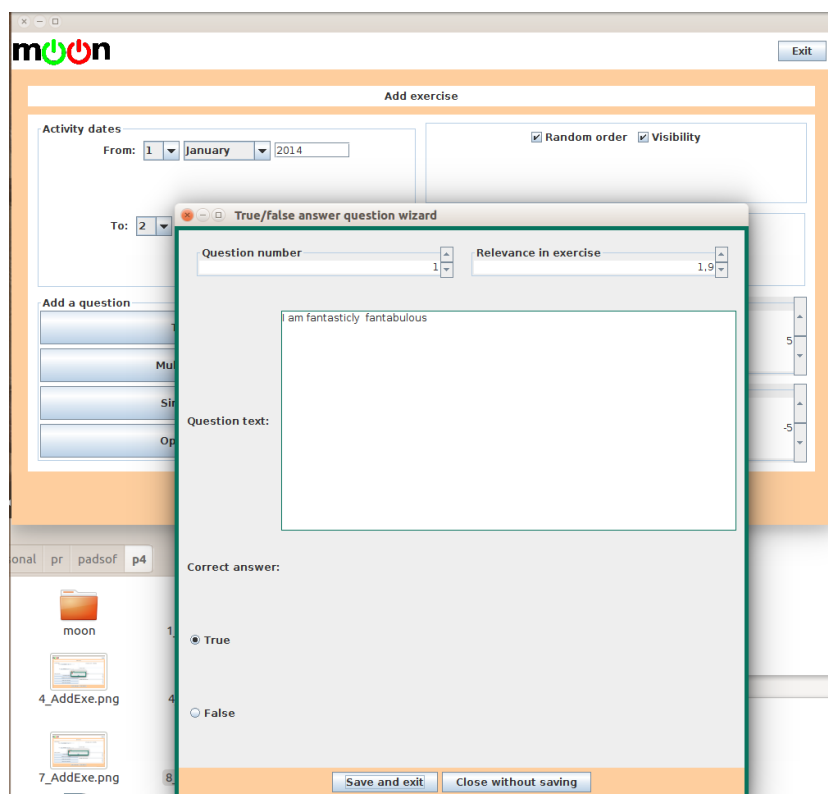 moon
Exit
Add exercise
Activity dates
From: 1 January 2014
Random order Visibility
To: 2
True/false answer question wizard
Question number
1
Relevance in exercise
1,9
Add a question
Question text:
I am fantasticly fantabulous
5
-5
Correct answer:
True
False
Save and exit
Close without saving
pr padsof p4
moon
4_AddExe.png
7_AddExe.png